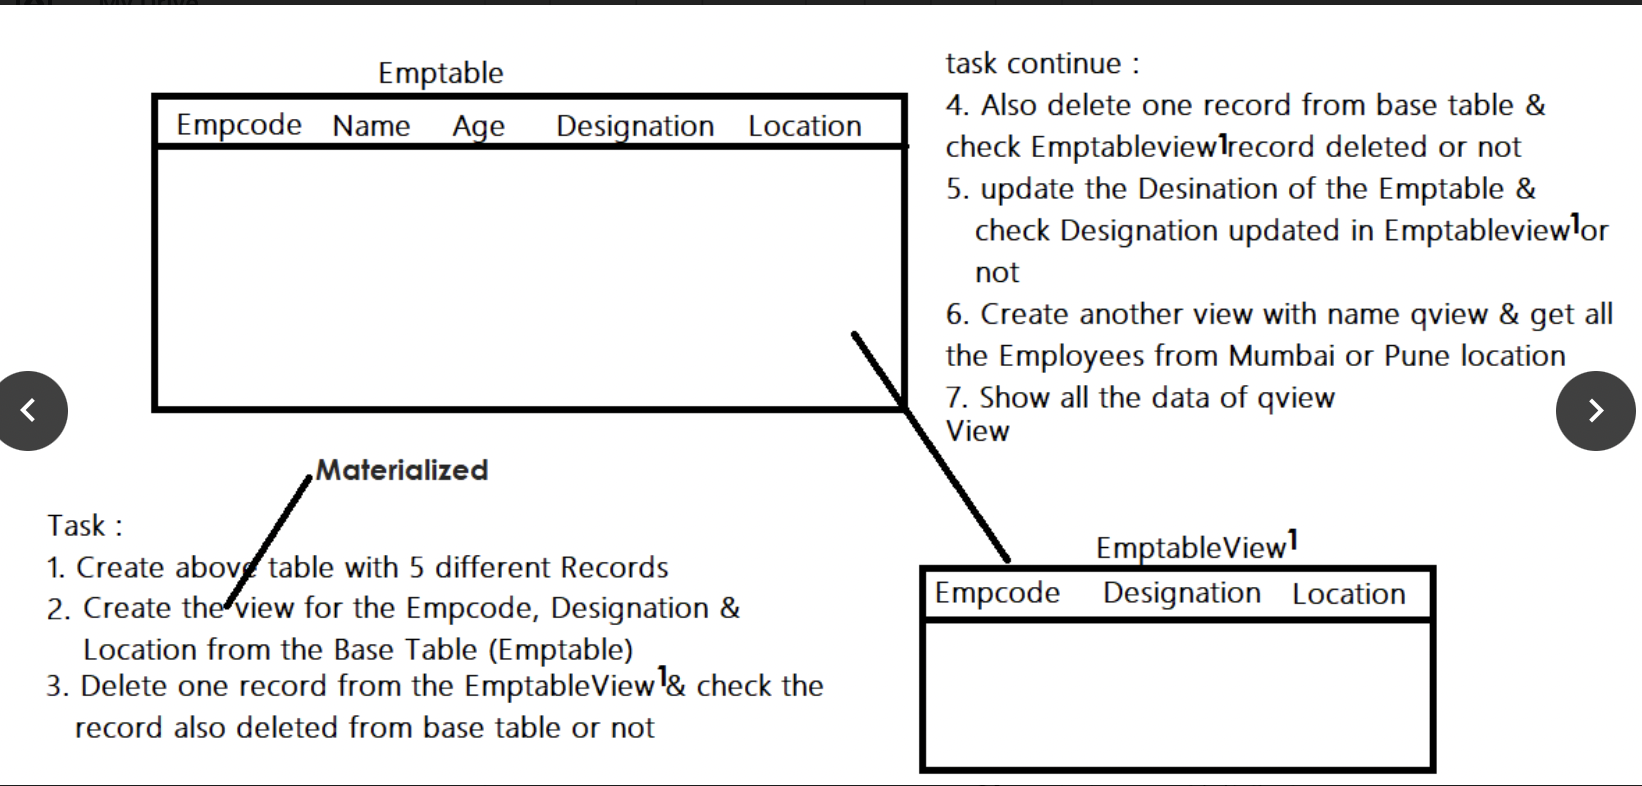 Emptable
Empcode Name Age Designation Location
Materialized
Task :
1. Create above table with 5 different Records
2. Create the view for the Empcode, Designation &
Location from the Base Table (Emptable)
3. Delete one record from the EmptableView1& check the
record also deleted from base table or not
task continue :
4. Also delete one record from base table &
check Emptableview1record deleted or not
5. update the Desination of the Emptable &
check Designation updated in Emptableview1or
not
6. Create another view with name qview & get all
the Employees from Mumbai or Pune location
7. Show all the data of qview
View
EmptableView1
Empcode Designation Location